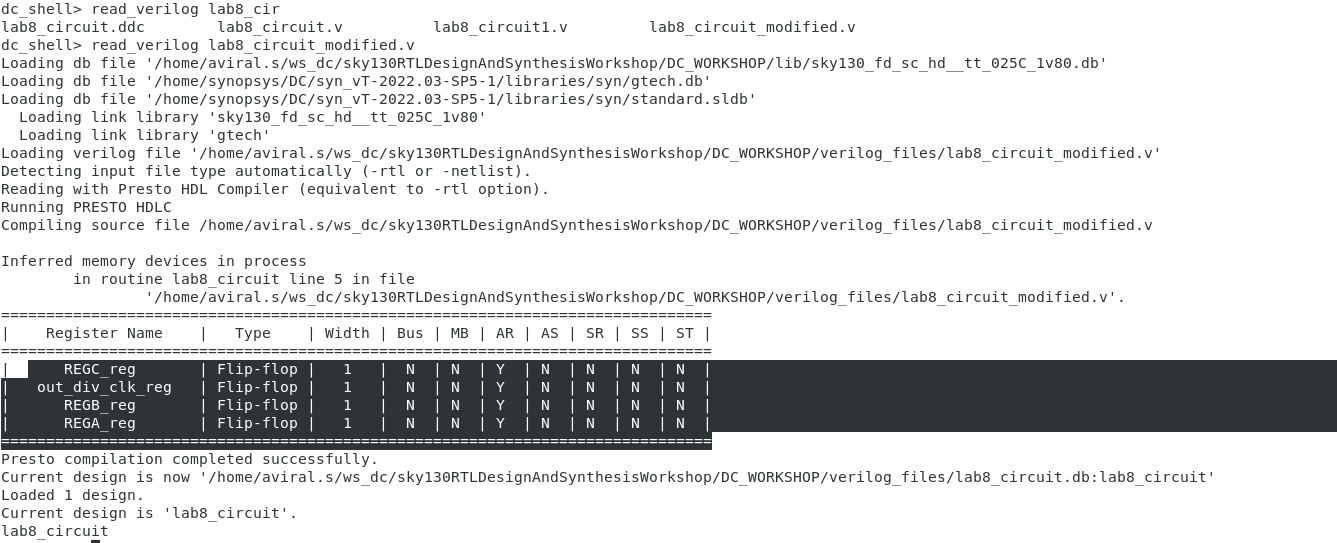 dc_shell> read_verilog lab8_cir
lab8_circuit.ddc        lab8_circuit.v          lab8_circuit1.v         lab8_circuit_modified.v
dc_shell> read_verilog lab8_circuit_modified.v
Loading db file '/home/aviral.s/ws_dc/sky130RTLDesignAndSynthesisWorkshop/DC_WORKSHOP/lib/sky130_fd_sc_hd__tt_025C_1v80.db'
Loading db file '/home/synopsys/DC/syn_vT-2022.03-SP5-1/libraries/syn/gtech.db'
Loading db file '/home/synopsys/DC/syn_vT-2022.03-SP5-1/libraries/syn/standard.sldb'
  Loading link library 'sky130_fd_sc_hd__tt_025C_1v80'
  Loading link library 'gtech'
Loading verilog file '/home/aviral.s/ws_dc/sky130RTLDesignAndSynthesisWorkshop/DC_WORKSHOP/verilog_files/lab8_circuit_modified.v'
Detecting input file type automatically (-rtl or -netlist).
Reading with Presto HDL Compiler (equivalent to -rtl option).
Running PRESTO HDLC
Compiling source file /home/aviral.s/ws_dc/sky130RTLDesignAndSynthesisWorkshop/DC_WORKSHOP/verilog_files/lab8_circuit_modified.v

Inferred memory devices in process
        in routine lab8_circuit line 5 in file
                '/home/aviral.s/ws_dc/sky130RTLDesignAndSynthesisWorkshop/DC_WORKSHOP/verilog_files/lab8_circuit_modified.v'.
===============================================================================
|    Register Name    |   Type    | Width | Bus | MB | AR | AS | SR | SS | ST |
===============================================================================
|      REGC_reg       | Flip-flop |   1   |  N  | N  | Y  | N  | N  | N  | N  |
|   out_div_clk_reg   | Flip-flop |   1   |  N  | N  | Y  | N  | N  | N  | N  |
|      REGB_reg       | Flip-flop |   1   |  N  | N  | Y  | N  | N  | N  | N  |
|      REGA_reg       | Flip-flop |   1   |  N  | N  | Y  | N  | N  | N  | N  |
===============================================================================
Presto compilation completed successfully.
Current design is now '/home/aviral.s/ws_dc/sky130RTLDesignAndSynthesisWorkshop/DC_WORKSHOP/verilog_files/lab8_circuit.db:lab8_circuit'
Loaded 1 design.
Current design is 'lab8_circuit'.
lab8_circuit